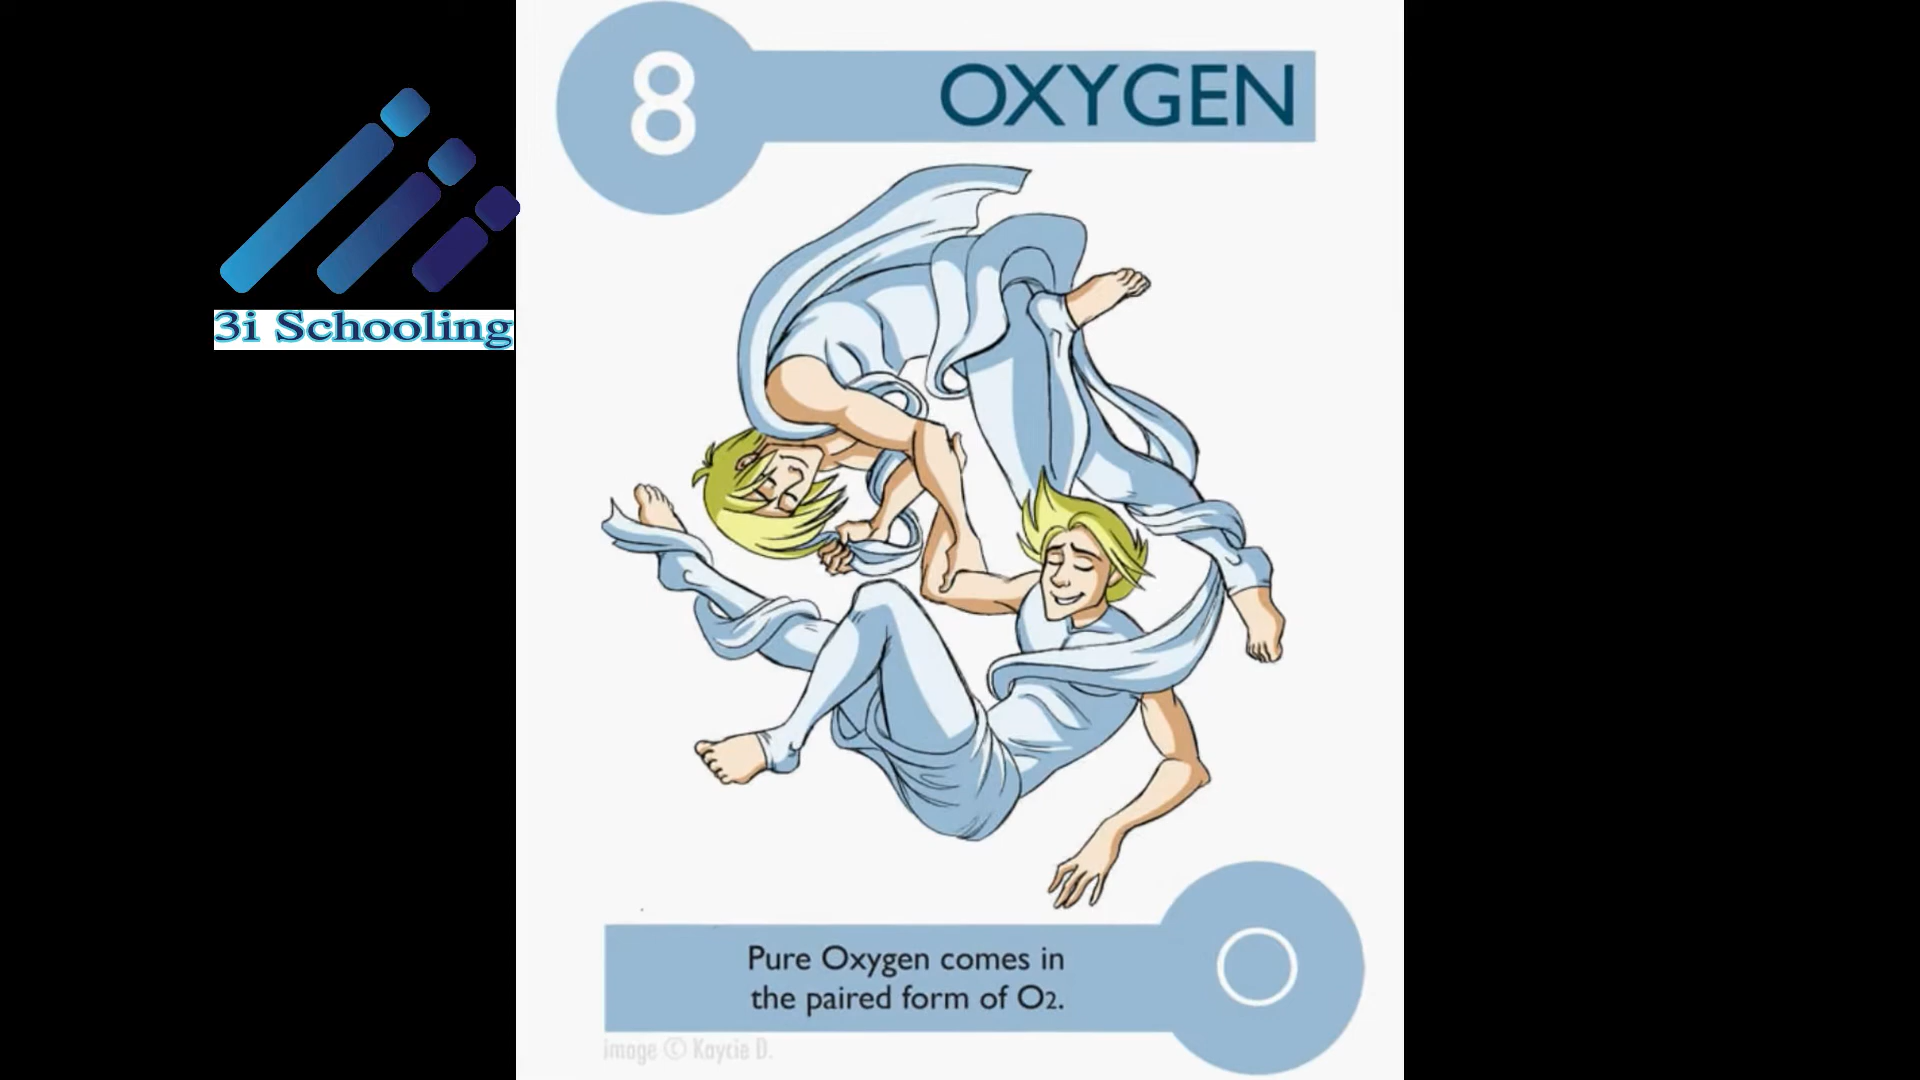 8
OXYGEN
3i Schooling
Pure Oxygen comes in
the paired form of O2.
O
image © Kaycie D.